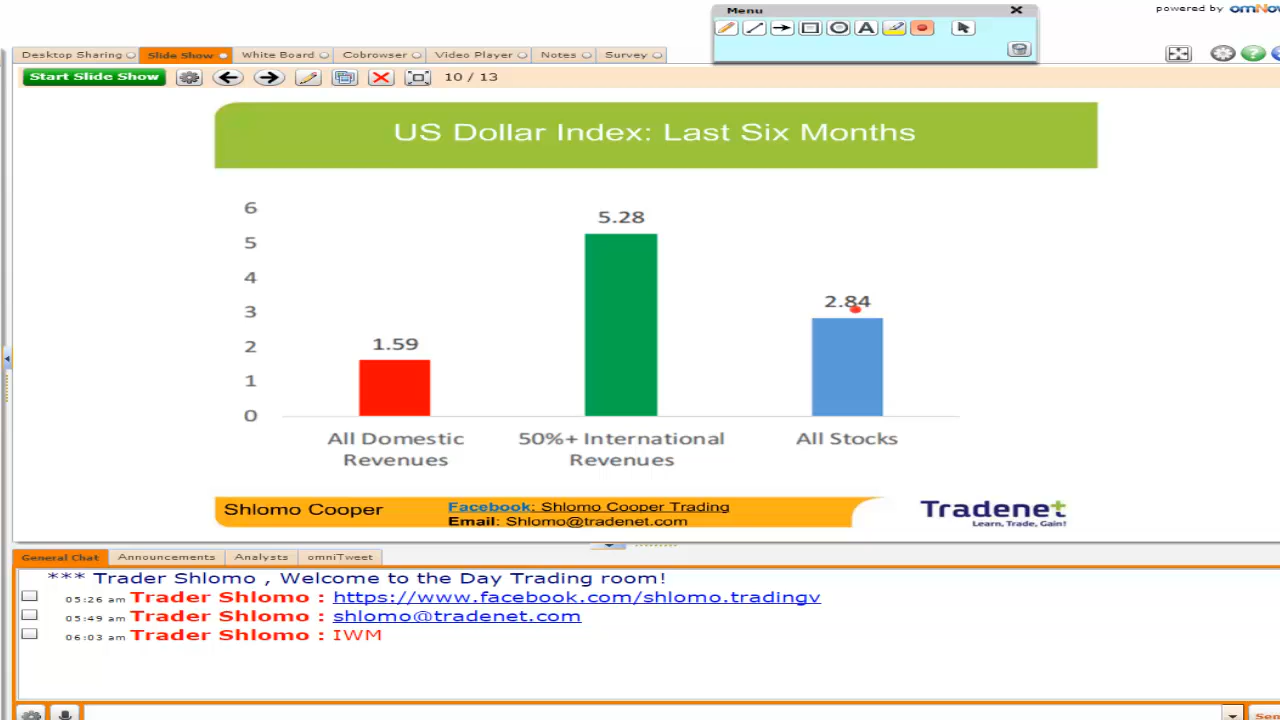 Menu
powered by omNov
A
Desktop Sharing
Slide Show
White Board
Cobrowser
Video Player
Notes
Survey
?
Start Slide Show
10 / 13
US Dollar Index: Last Six Months
6
5
4
3
2
1
0
1.59
5.28
2.84
All Domestic
Revenues
50%+ International
Revenues
All Stocks
Shlomo Cooper
Facebook: Shlomo Cooper Trading
Email: Shlomo@tradenet.com
Tradenet
Learn, Trade, Gain!
General Chat
Announcements
Analysts
omniTweet
*** Trader Shlomo , Welcome to the Day Trading room!
05:26 am Trader Shlomo : https://www.facebook.com/shlomo.tradingv
05:49 am Trader Shlomo : shlomo@tradenet.com
06:03 am Trader Shlomo : IWM